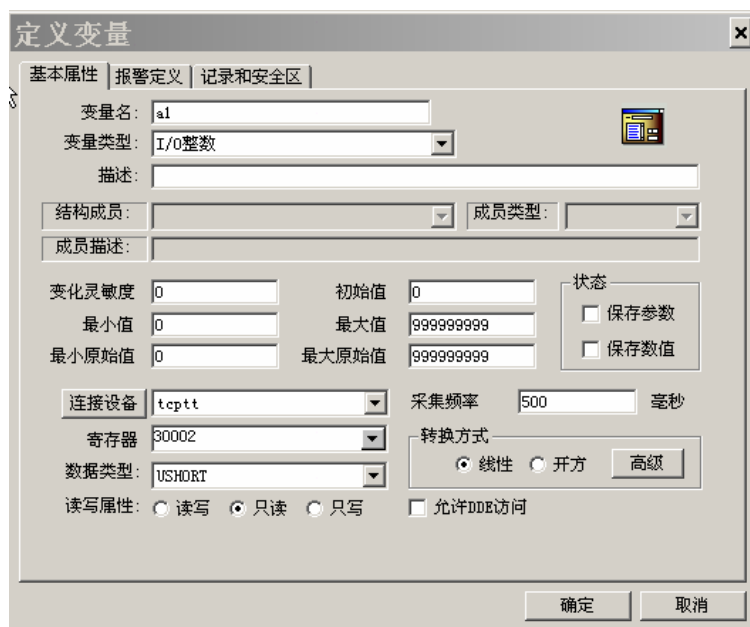 定义变量
基本属性 报警定义 记录和安全区
变量名: a1
变量类型: I/O整数
描述:
结构成员: 成员类型:
成员描述:
变化灵敏度 0 初始值 0 状态
最小值 0 最大值 999999999 保存参数
最小原始值 0 最大原始值 999999999 保存数值
连接设备 tcptt 采集频率 500 毫秒
寄存器 30002 转换方式
数据类型: USHORT 线性 开方 高级
读写属性: 读写 只读 只写 允许DDE访问
确定 取消